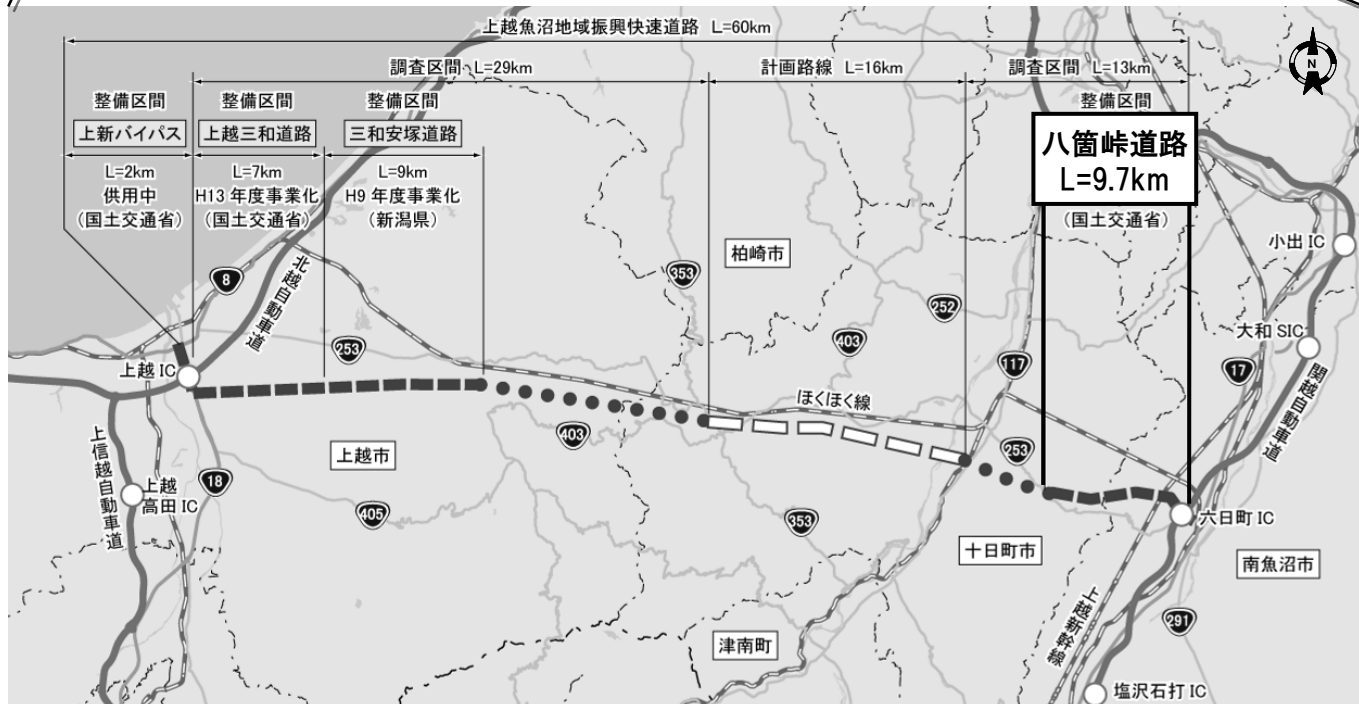 上越魚沼地域振興快速道路 L=60km
調査区間 L=29km
計画路線 L=16km
調査区間 L=13km
整備区間
上新バイパス
L=2km
供用中
(国土交通省)
整備区間
上越三和道路
L=7km
H13 年度事業化
(国土交通省)
整備区間
三和安塚道路
L=9km
H9 年度事業化
(新潟県)
整備区間
八箇峠道路
L=9.7km
(国土交通省)
N
小出 IC
柏崎市
353
252
8
北越自動車道
403
大和 SIC
253
117
17
関越自動車道
上越 IC
ほくほく線
403
253
上越市
上信越自動車道
18
上越
高田 IC
405
353
六日町 IC
十日町市
南魚沼市
上越新幹線
291
津南町
塩沢石打 IC